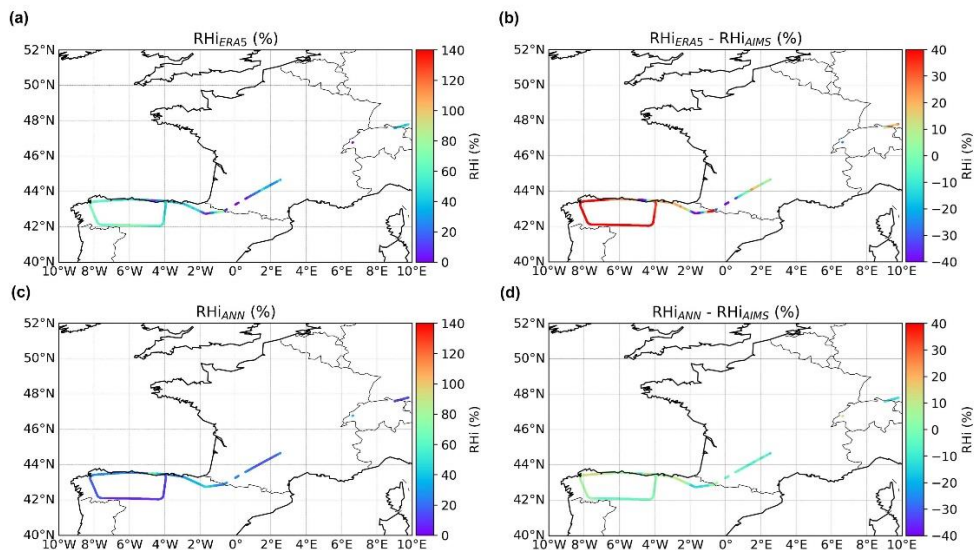 (a)
RHi_ERA5 (%)
52°N
50°N
48°N
46°N
44°N
42°N
40°N
10°W 8°W 6°W 4°W 2°W 0° 2°E 4°E 6°E 8°E 10°E
140
120
100
80
60
40
20
0
RHi (%)
(b)
RHi_ERA5 - RHi_AIMS (%)
52°N
50°N
48°N
46°N
44°N
42°N
40°N
10°W 8°W 6°W 4°W 2°W 0° 2°E 4°E 6°E 8°E 10°E
40
30
20
10
0
−10
−20
−30
−40
RHi (%)
(c)
RHi_ANN (%)
52°N
50°N
48°N
46°N
44°N
42°N
40°N
10°W 8°W 6°W 4°W 2°W 0° 2°E 4°E 6°E 8°E 10°E
140
120
100
80
60
40
20
0
RHi (%)
(d)
RHi_ANN - RHi_AIMS (%)
52°N
50°N
48°N
46°N
44°N
42°N
40°N
10°W 8°W 6°W 4°W 2°W 0° 2°E 4°E 6°E 8°E 10°E
40
30
20
10
−0
−10
−20
−30
−40
RHi (%)